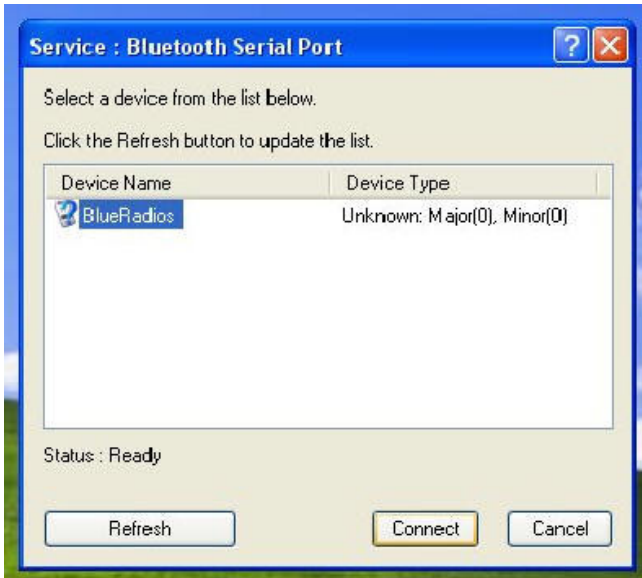 Service : Bluetooth Serial Port
Select a device from the list below.
Click the Refresh button to update the list.
Device Name Device Type
BlueRadios Unknown: Major(0), Minor(0)
Status : Ready
Refresh Connect Cancel